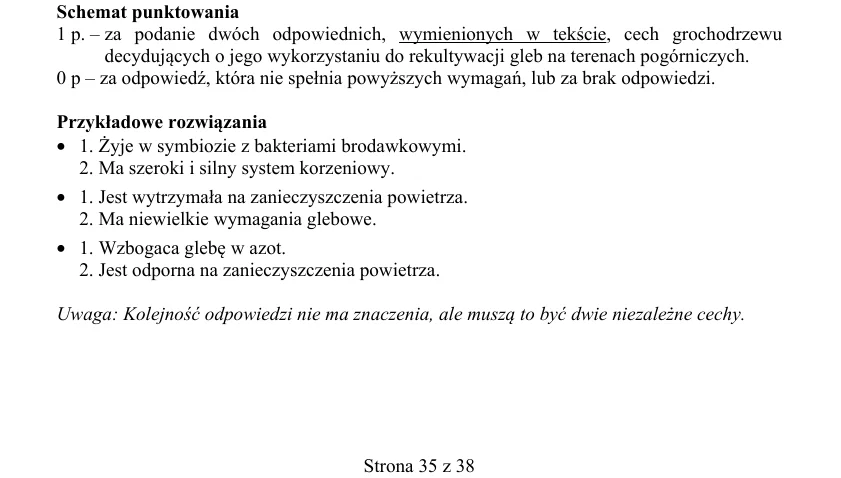 Schemat punktowania
1 p. – za podanie dwóch odpowiednich, wymienionych w tekście, cech grochodrzewu
decydujących o jego wykorzystaniu do rekultywacji gleb na terenach pogórniczych.
0 p – za odpowiedź, która nie spełnia powyższych wymagań, lub za brak odpowiedzi.
Przykładowe rozwiązania
• 1. Żyje w symbiozie z bakteriami brodawkowymi.
2. Ma szeroki i silny system korzeniowy.
• 1. Jest wytrzymała na zanieczyszczenia powietrza.
2. Ma niewielkie wymagania glebowe.
• 1. Wzbogaca glebę w azot.
2. Jest odporna na zanieczyszczenia powietrza.
Uwaga: Kolejność odpowiedzi nie ma znaczenia, ale muszą to być dwie niezależne cechy.
Strona 35 z 38